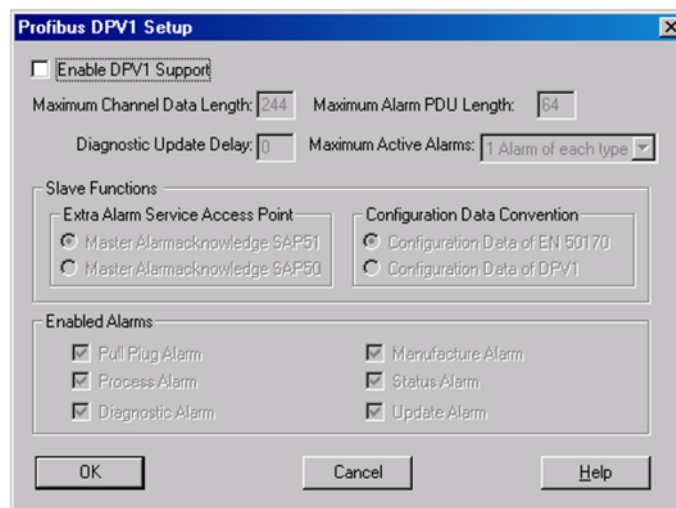 Profibus DPV1 Setup
Enable DPV1 Support
Maximum Channel Data Length: 244 Maximum Alarm PDU Length: 64
Diagnostic Update Delay: 0 Maximum Active Alarms: 1 Alarm of each type
Slave Functions
Extra Alarm Service Access Point Configuration Data Convention
Master Alarmacknowledge SAP51 Configuration Data of EN 50170
Master Alarmacknowledge SAP50 Configuration Data of DPV1
Enabled Alarms
Pull Plug Alarm Manufacture Alarm
Process Alarm Status Alarm
Diagnostic Alarm Update Alarm
OK Cancel Help